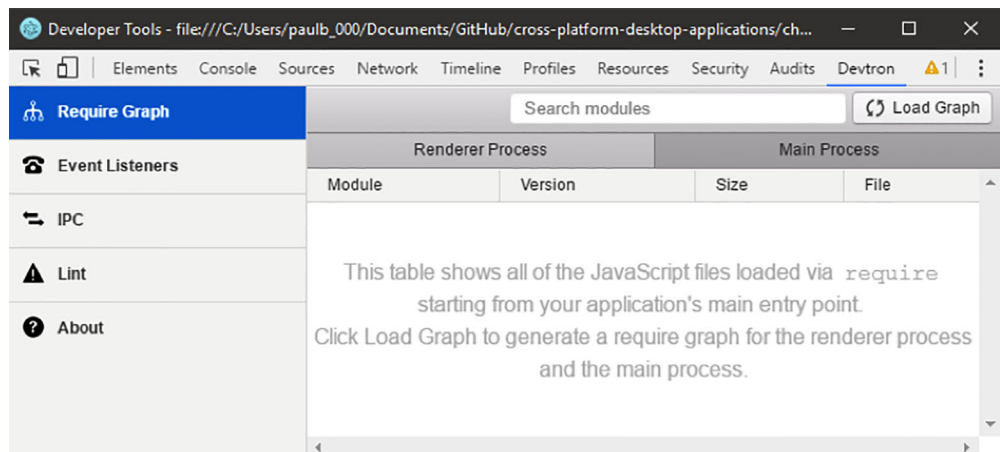 Developer Tools - file:///C:/Users/paulb_000/Documents/GitHub/cross-platform-desktop-applications/ch...
Elements Console Sources Network Timeline Profiles Resources Security Audits Devtron 1
Require Graph
Search modules
Load Graph
Event Listeners
Renderer Process
Main Process
Module Version Size File
IPC
Lint
About
This table shows all of the JavaScript files loaded via require
starting from your application's main entry point.
Click Load Graph to generate a require graph for the renderer process
and the main process.